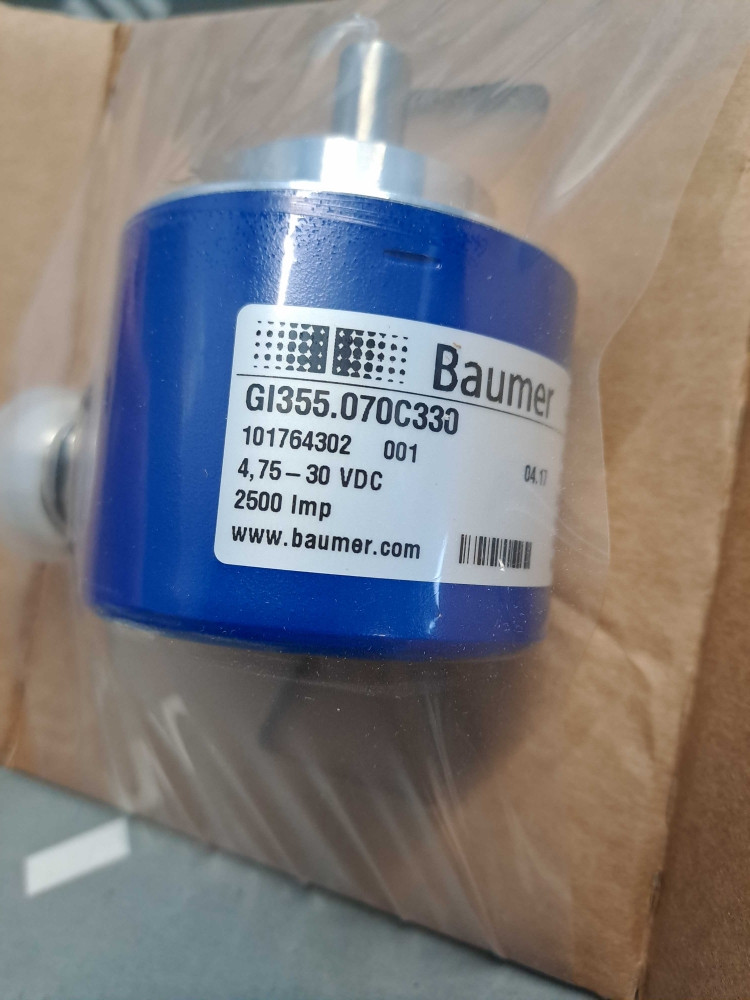 Baumer
GI355.070C330
101764302 001
04.17
4,75-30 VDC
2500 Imp
www.baumer.com